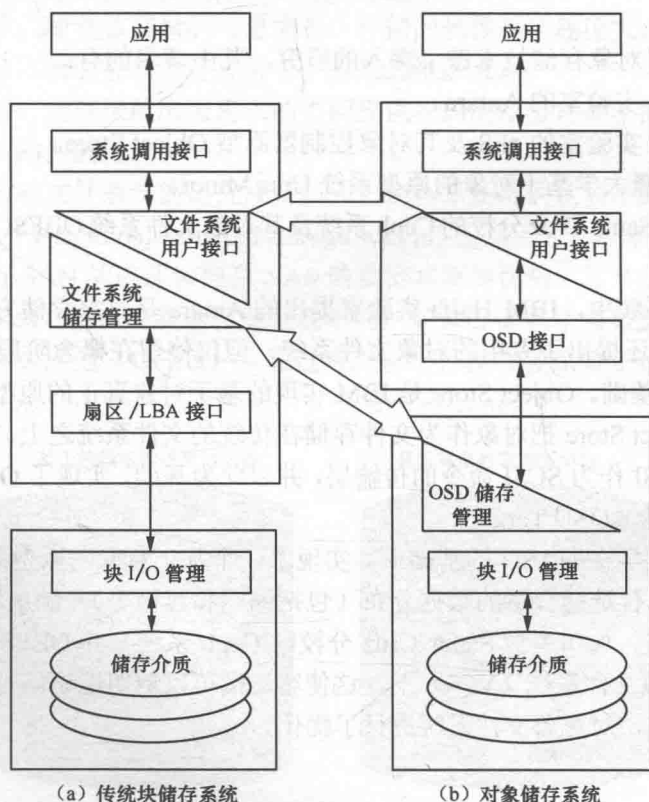 应用
系统调用接口
文件系统
用户接口
文件系统
储存管理
扇区/LBA 接口
块 I/O 管理
储存介质
(a) 传统块储存系统
应用
系统调用接口
文件系统
用户接口
OSD 接口
OSD 储存
管理
块 I/O 管理
储存介质
(b) 对象储存系统